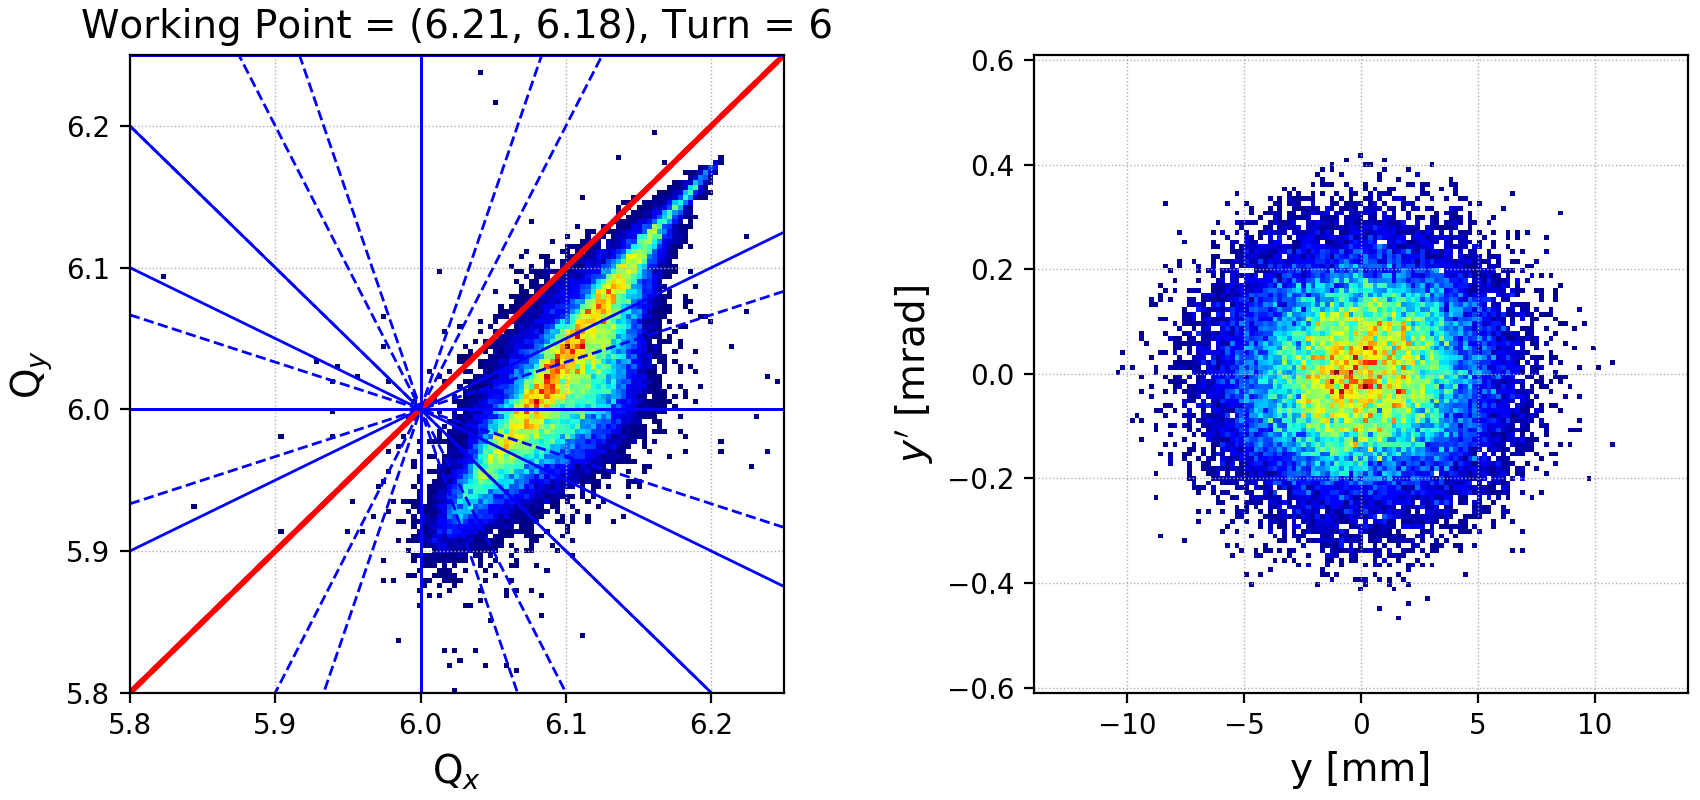 Working Point = (6.21, 6.18), Turn = 6
6.2
6.1
6.0
5.9
5.8
Qy
5.8 5.9 6.0 6.1 6.2
Qx
0.6
0.4
0.2
0.0
−0.2
−0.4
−0.6
y′ [mrad]
−10 −5 0 5 10
y [mm]